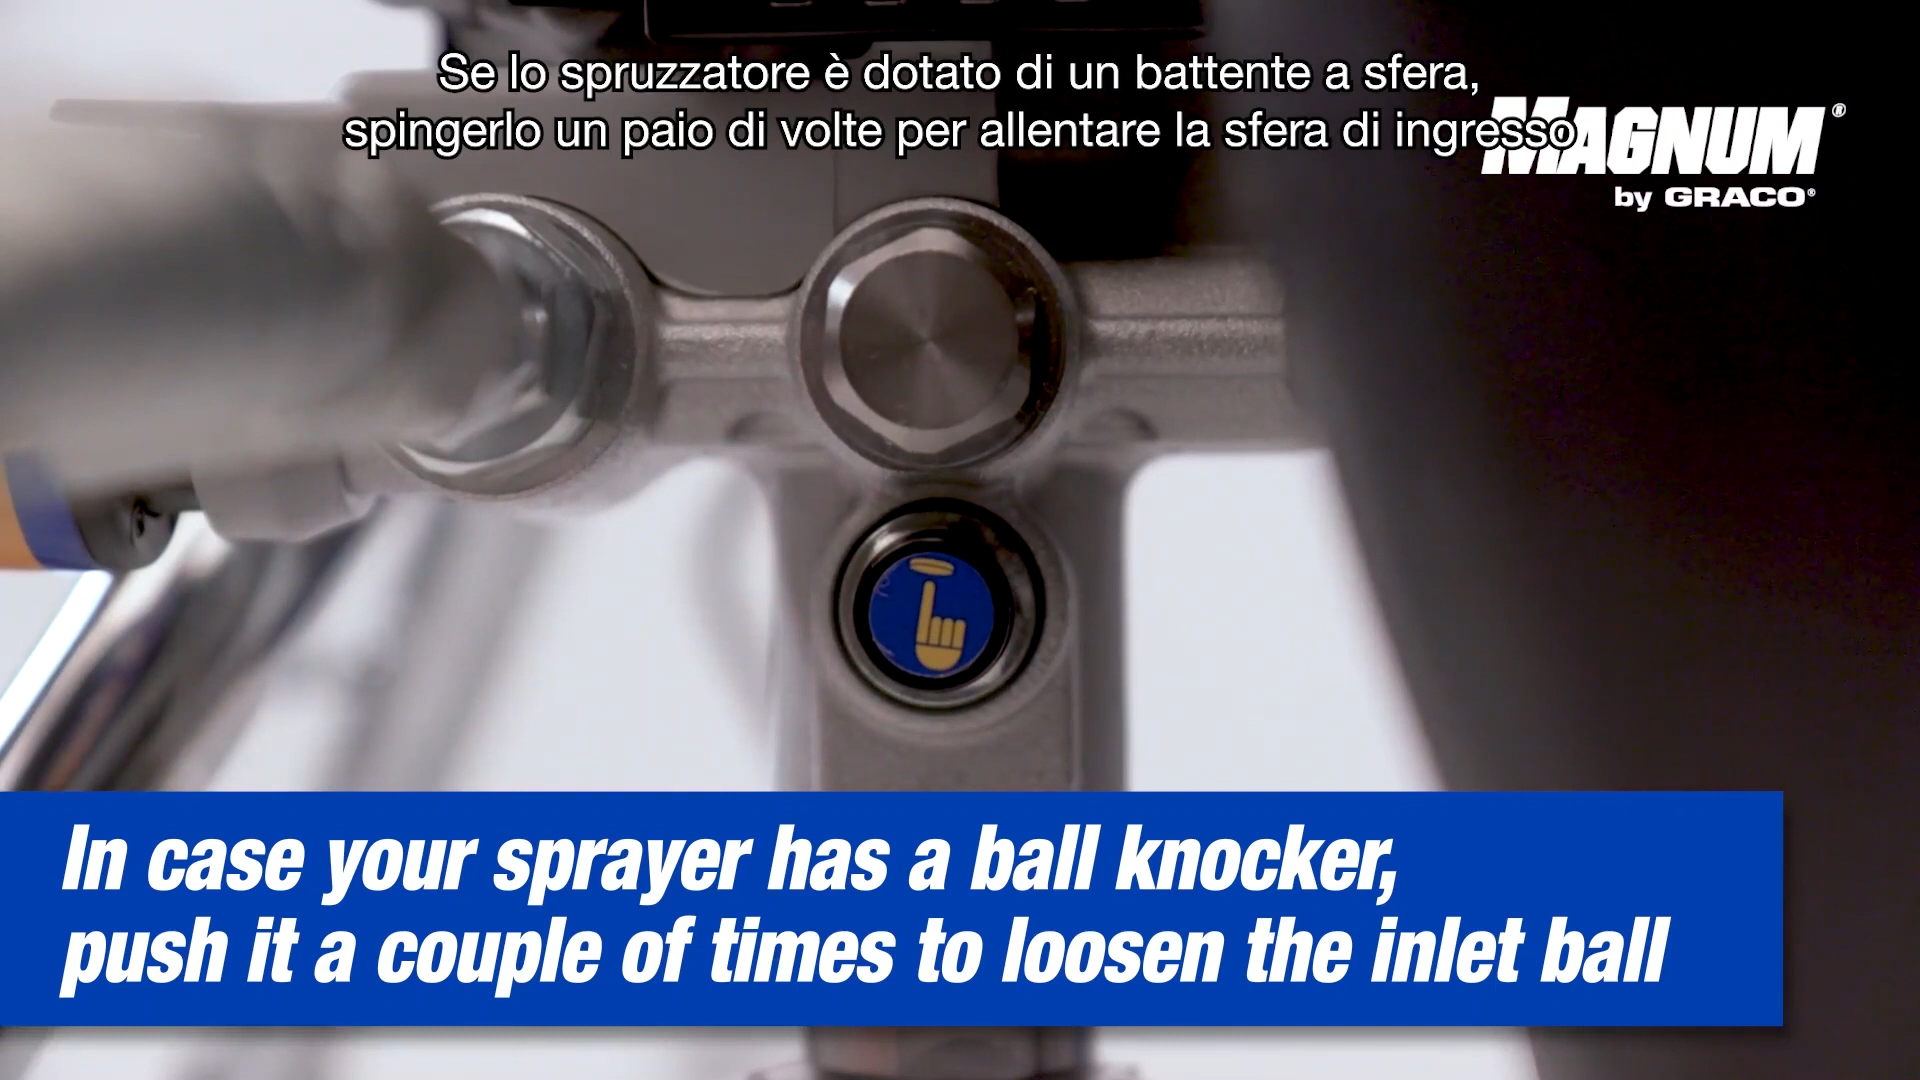 Se lo spruzzatore è dotato di un battente a sfera,
spingerlo un paio di volte per allentare la sfera di ingresso
MAGNUM®
by GRACO®
In case your sprayer has a ball knocker,
push it a couple of times to loosen the inlet ball